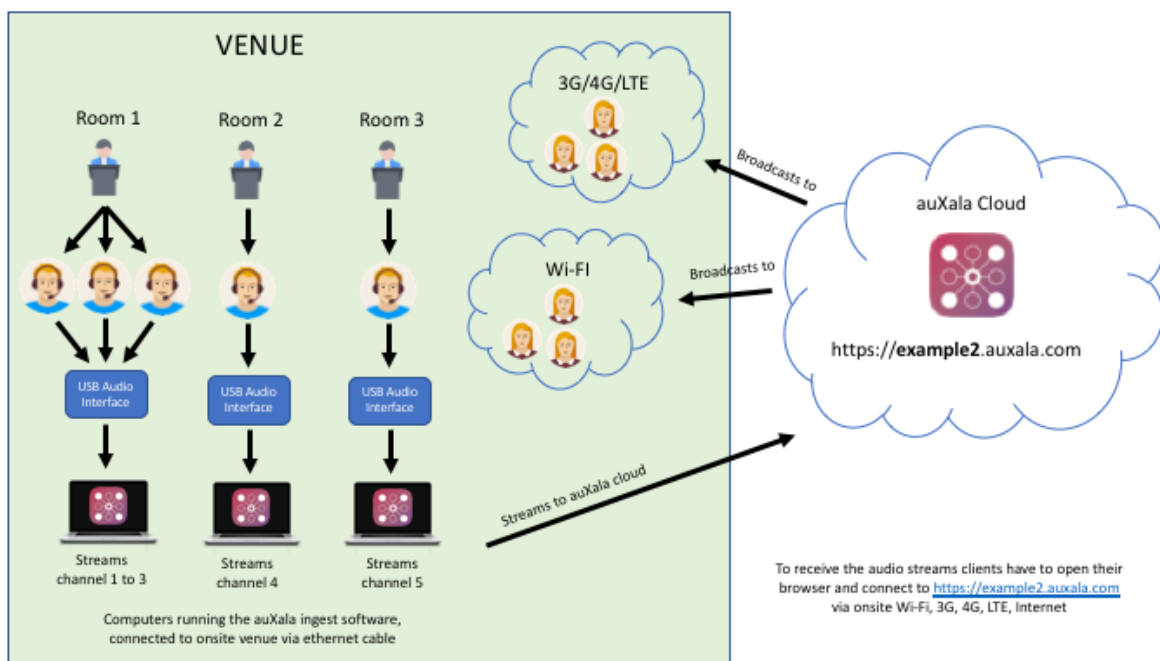 VENUE
3G/4G/LTE
Room 1
Room 2
Room 3
Broadcasts to
auXala Cloud
Wi-FI
Broadcasts to
https://example2.auxala.com
USB Audio
Interface
USB Audio
Interface
USB Audio
Interface
Streams to auXala cloud
Streams
channel 1 to 3
Streams
channel 4
Streams
channel 5
To receive the audio streams clients have to open their
browser and connect to https://example2.auxala.com
via onsite Wi-Fi, 3G, 4G, LTE, Internet
Computers running the auXala ingest software,
connected to onsite venue via ethernet cable